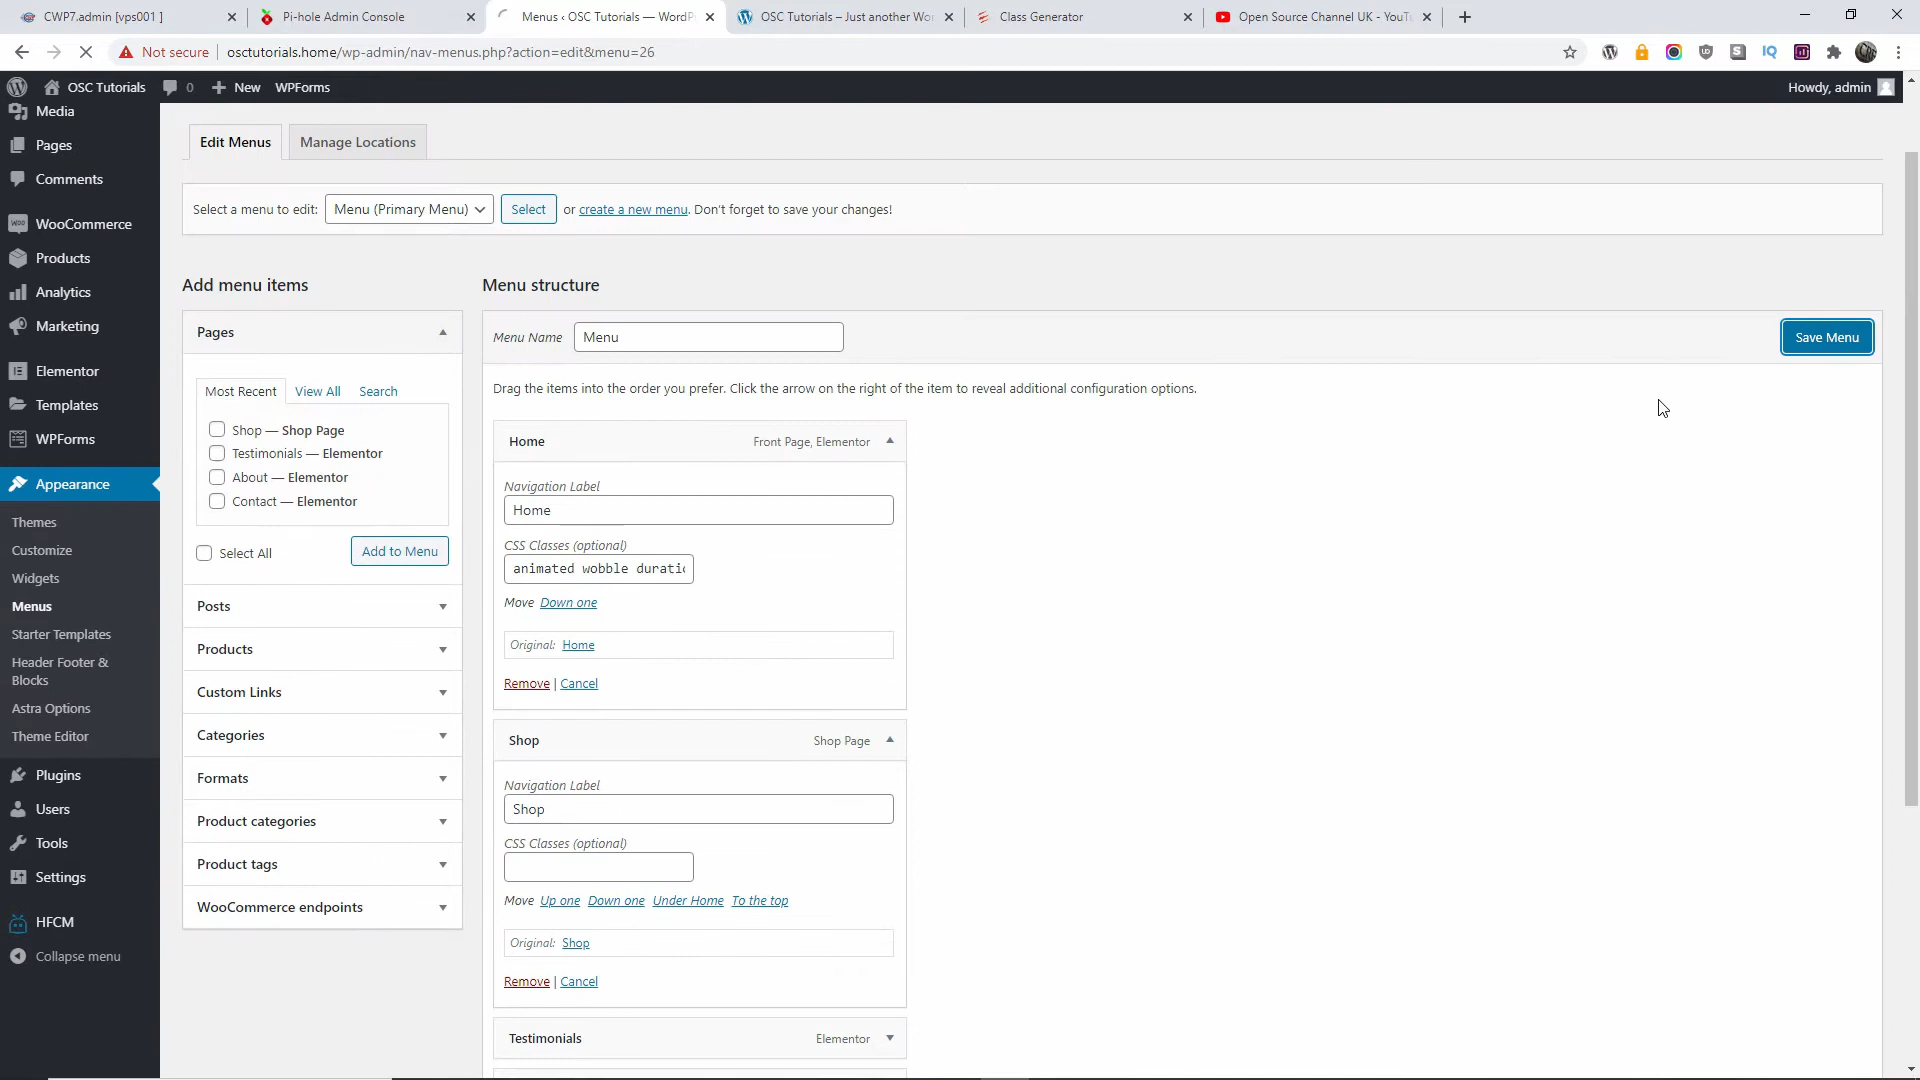 CWP7.admin [vps001 ]
Pi-hole Admin Console
Menus ‹ OSC Tutorials — WordP
OSC Tutorials – Just another Wor
Class Generator
Open Source Channel UK - YouTu
Not secure
osctutorials.home/wp-admin/nav-menus.php?action=edit&menu=26
OSC Tutorials
0
New
WPForms
Howdy, admin
Media
Pages
Comments
WooCommerce
Products
Analytics
Marketing
Elementor
Templates
WPForms
Appearance
Themes
Customize
Widgets
Menus
Starter Templates
Header Footer &
Blocks
Astra Options
Theme Editor
Plugins
Users
Tools
Settings
HFCM
Collapse menu
Edit Menus
Manage Locations
Select a menu to edit: Menu (Primary Menu) Select or create a new menu. Don't forget to save your changes!
Add menu items
Pages
Most Recent View All Search
Shop — Shop Page
Testimonials — Elementor
About — Elementor
Contact — Elementor
Select All
Add to Menu
Posts
Products
Custom Links
Categories
Formats
Product categories
Product tags
WooCommerce endpoints
Menu structure
Menu Name Menu
Save Menu
Drag the items into the order you prefer. Click the arrow on the right of the item to reveal additional configuration options.
Home Front Page, Elementor
Navigation Label
Home
CSS Classes (optional)
animated wobble duratio
Move Down one
Original: Home
Remove | Cancel
Shop Shop Page
Navigation Label
Shop
CSS Classes (optional)
Move Up one Down one Under Home To the top
Original: Shop
Remove | Cancel
Testimonials Elementor